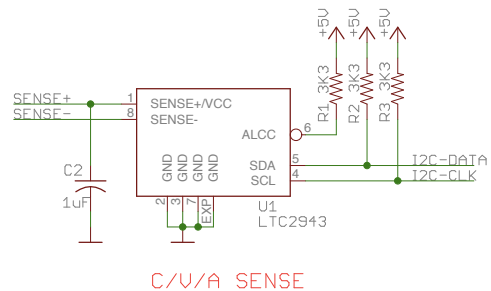 +5V
+5V
+5V
R1 3K3
R2 3K3
R3 3K3
SENSE+
SENSE-
1
8
SENSE+/VCC
SENSE-
ALCC
6
SDA
5
I2C-DATA
SCL
4
I2C-CLK
GND
GND
GND
GND
2
3
7
EXP
C2
1uF
U1
LTC2943
C/V/A SENSE